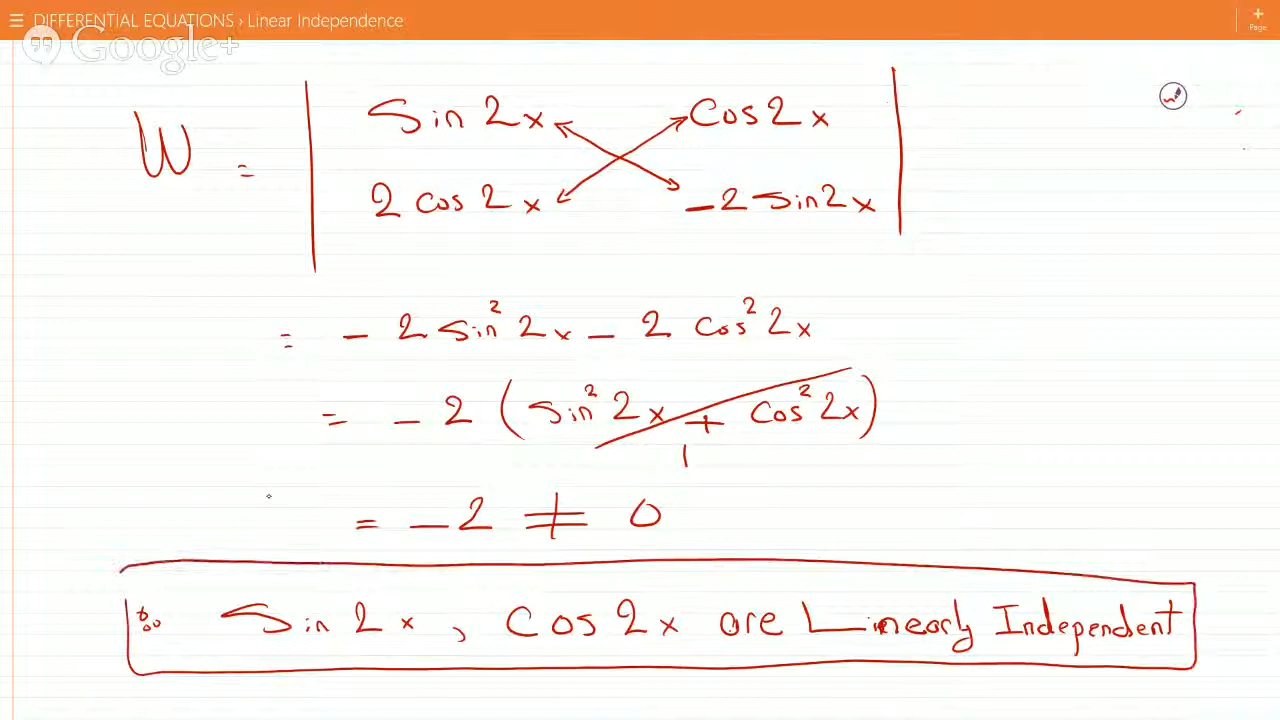 ☰ DIFFERENTIAL EQUATIONS › Linear Independence
+ Page
Google+
W = | Sin 2x Cos 2x |
| 2 cos 2x -2 Sin 2x |
= - 2 Sin² 2x - 2 Cos² 2x
= - 2 (Sin² 2x + Cos² 2x)
1
= - 2 ≠ 0
∴ Sin 2x , Cos 2x are Linearly Independent